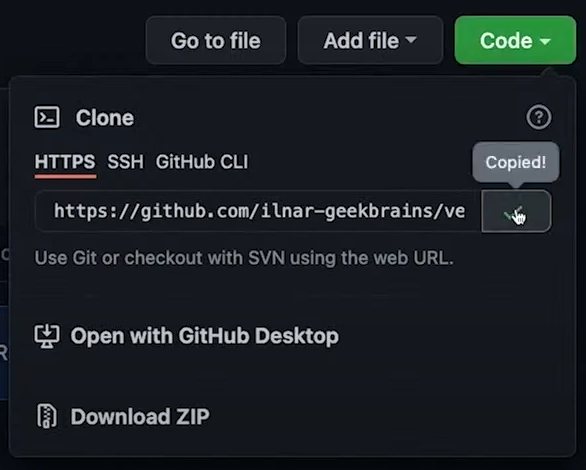 Go to file Add file Code
Clone
HTTPS SSH GitHub CLI
Copied!
https://github.com/ilnar-geekbrains/ve
Use Git or checkout with SVN using the web URL.
Open with GitHub Desktop
Download ZIP